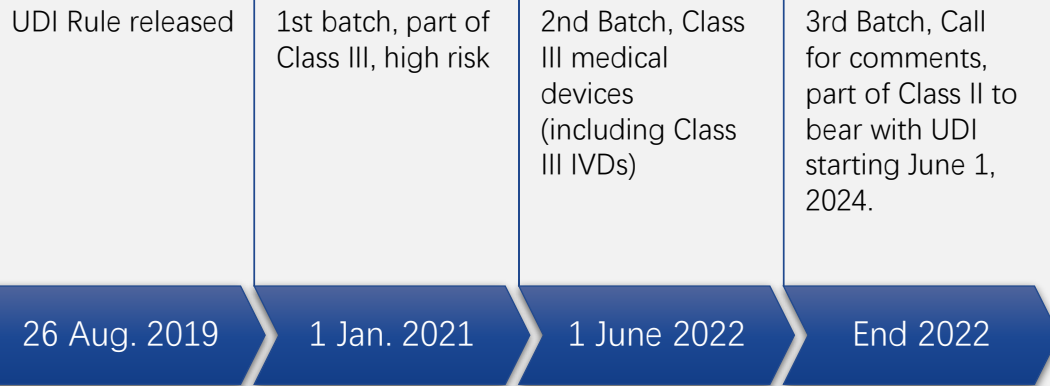 UDI Rule released
1st batch, part of
Class III, high risk
2nd Batch, Class
III medical
devices
(including Class
III IVDs)
3rd Batch, Call
for comments,
part of Class II to
bear with UDI
starting June 1,
2024.
26 Aug. 2019
1 Jan. 2021
1 June 2022
End 2022